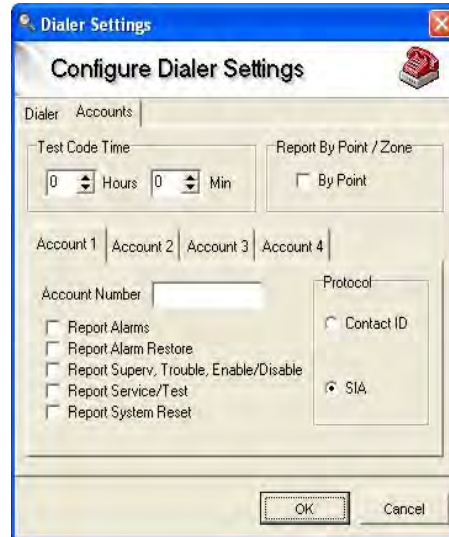 Dialer Settings
Configure Dialer Settings
Dialer Accounts
Test Code Time
0 Hours 0 Min
Report By Point / Zone
By Point
Account 1 Account 2 Account 3 Account 4
Account Number
Report Alarms
Report Alarm Restore
Report Superv, Trouble, Enable/Disable
Report Service/Test
Report System Reset
Protocol
Contact ID
SIA
OK Cancel